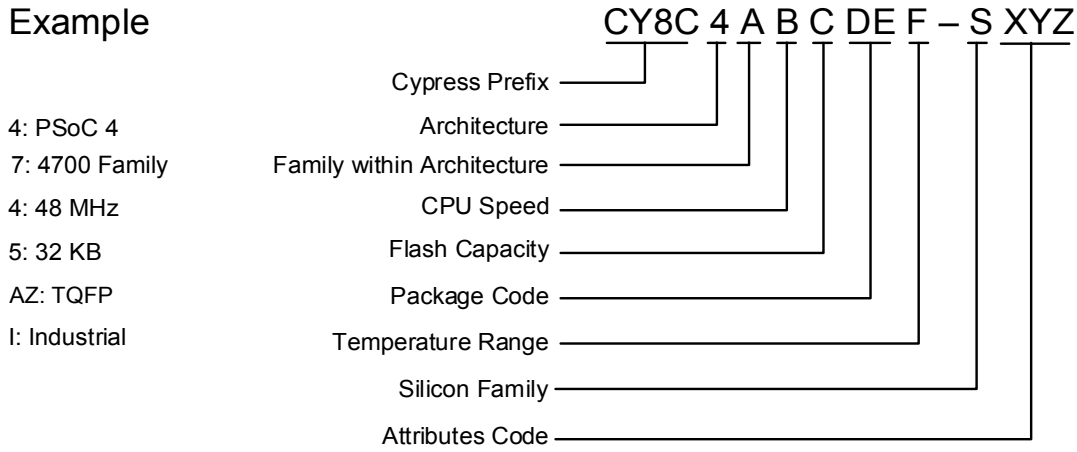 Example CY8C 4 A B C DE F – S XYZ
Cypress Prefix
4: PSoC 4 Architecture
7: 4700 Family Family within Architecture
4: 48 MHz CPU Speed
5: 32 KB Flash Capacity
AZ: TQFP Package Code
I: Industrial Temperature Range
Silicon Family
Attributes Code